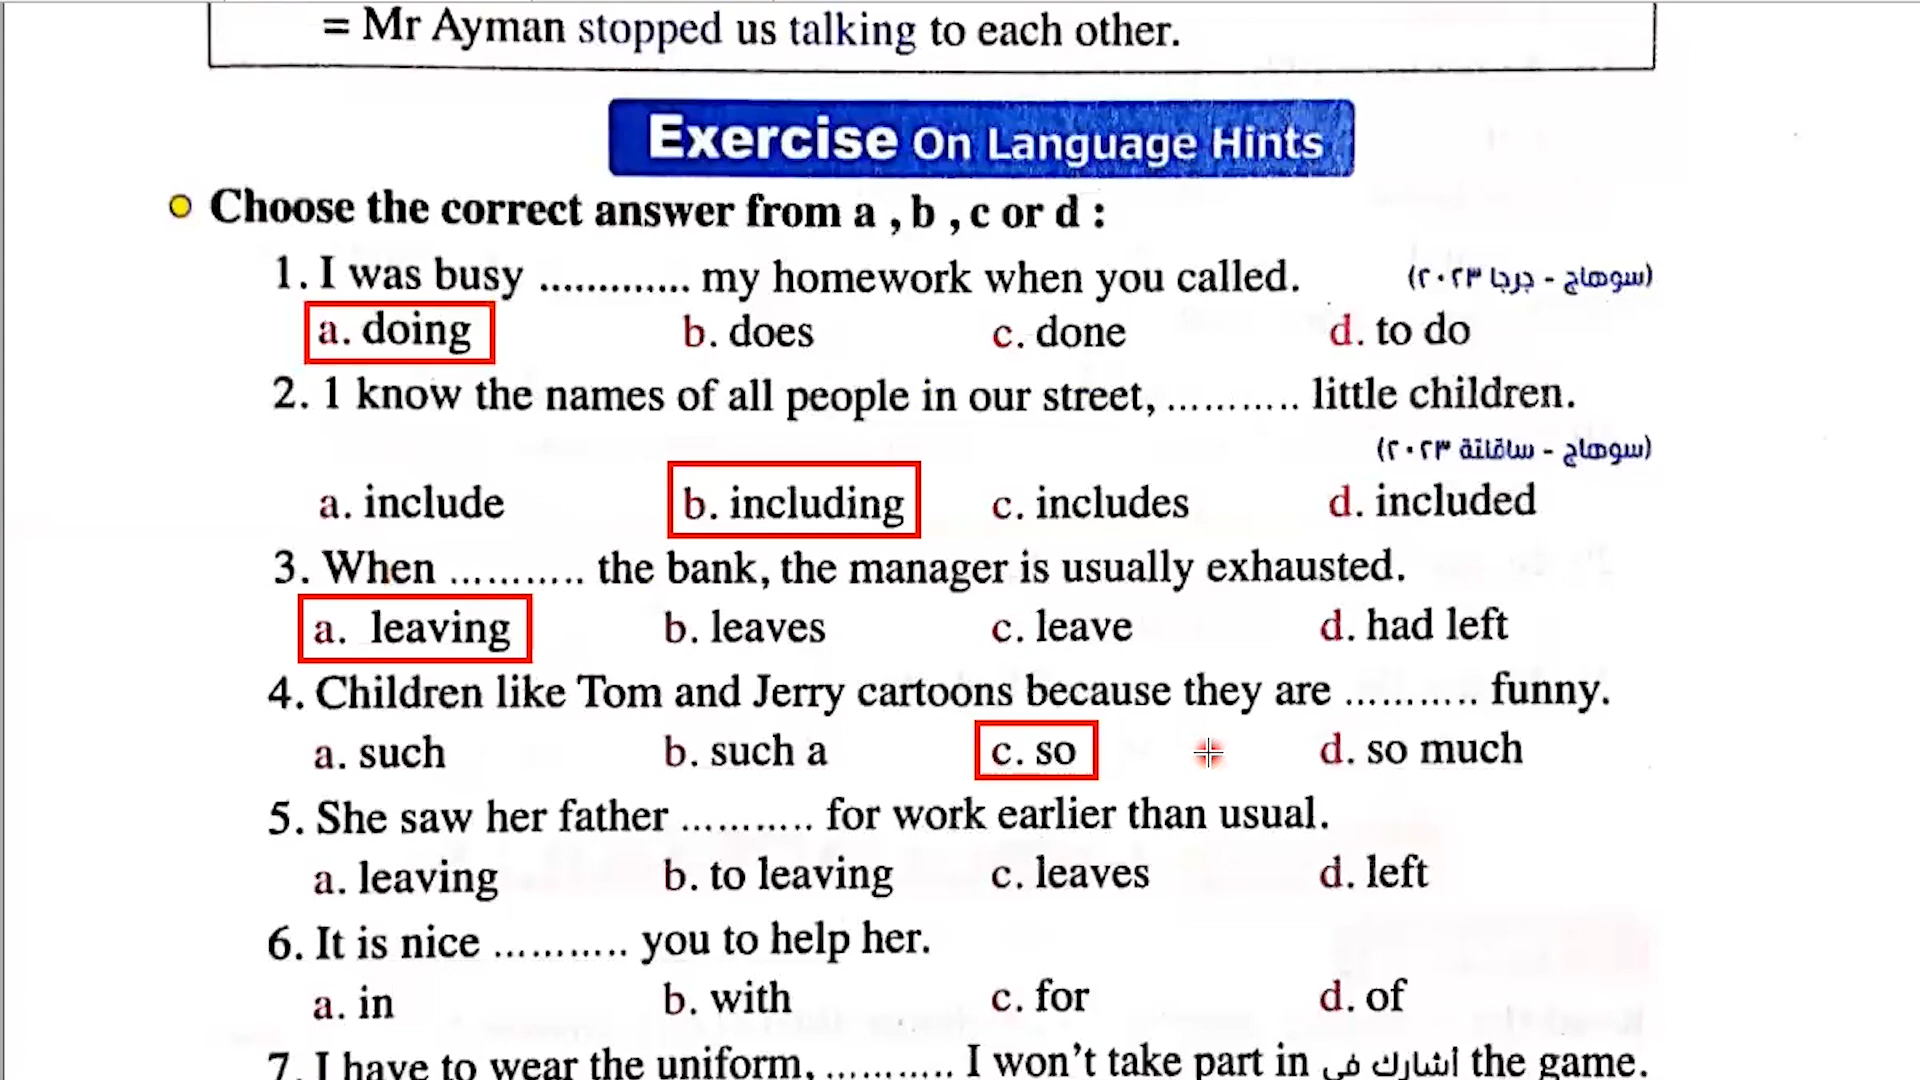 = Mr Ayman stopped us talking to each other.
Exercise On Language Hints
Choose the correct answer from a , b , c or d :
1. I was busy ............. my homework when you called. (سوهاج - جرجا ٢٠٢٣)
a. doing b. does c. done d. to do
2. 1 know the names of all people in our street, ........... little children.
(سوهاج - ساقلتة ٢٠٢٣)
a. include b. including c. includes d. included
3. When ........... the bank, the manager is usually exhausted.
a. leaving b. leaves c. leave d. had left
4. Children like Tom and Jerry cartoons because they are ........... funny.
a. such b. such a c. so d. so much
5. She saw her father ........... for work earlier than usual.
a. leaving b. to leaving c. leaves d. left
6. It is nice ........... you to help her.
a. in b. with c. for d. of
7. I have to wear the uniform, ........... I won't take part in أشارك فى the game.